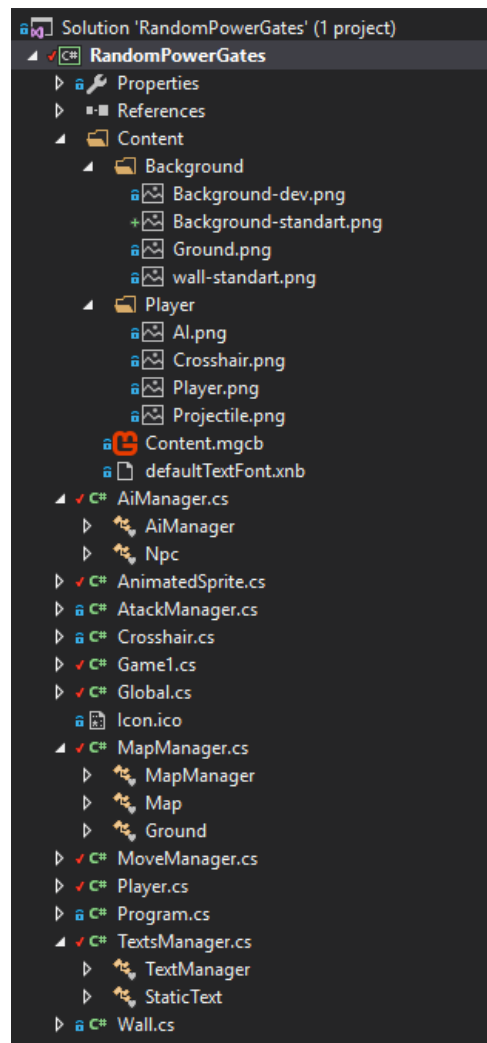 Solution 'RandomPowerGates' (1 project)
C# RandomPowerGates
Properties
References
Content
Background
Background-dev.png
Background-standart.png
Ground.png
wall-standart.png
Player
AI.png
Crosshair.png
Player.png
Projectile.png
Content.mgcb
defaultTextFont.xnb
C# AiManager.cs
AiManager
Npc
C# AnimatedSprite.cs
C# AtackManager.cs
C# Crosshair.cs
C# Game1.cs
C# Global.cs
Icon.ico
C# MapManager.cs
MapManager
Map
Ground
C# MoveManager.cs
C# Player.cs
C# Program.cs
C# TextsManager.cs
TextManager
StaticText
C# Wall.cs